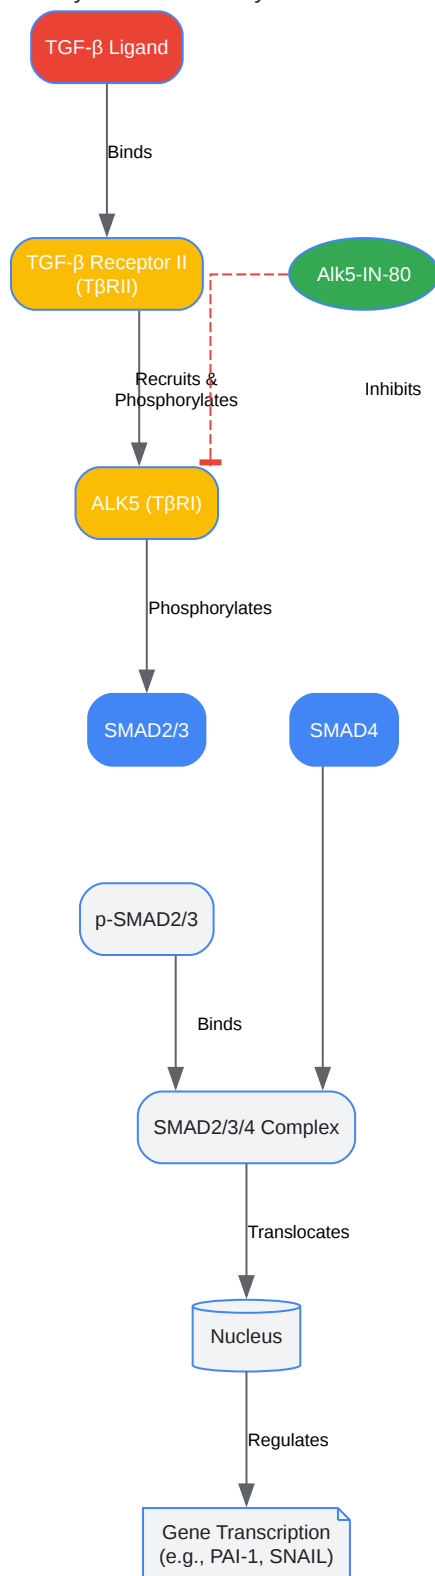 TGF-β Ligand
Binds
TGF-β Receptor II
(TβRII)
Alk5-IN-80
Recruits &
Phosphorylates
Inhibits
ALK5 (TβRI)
Phosphorylates
SMAD2/3
SMAD4
p-SMAD2/3
Binds
SMAD2/3/4 Complex
Translocates
Nucleus
Regulates
Gene Transcription
(e.g., PAI-1, SNAIL)